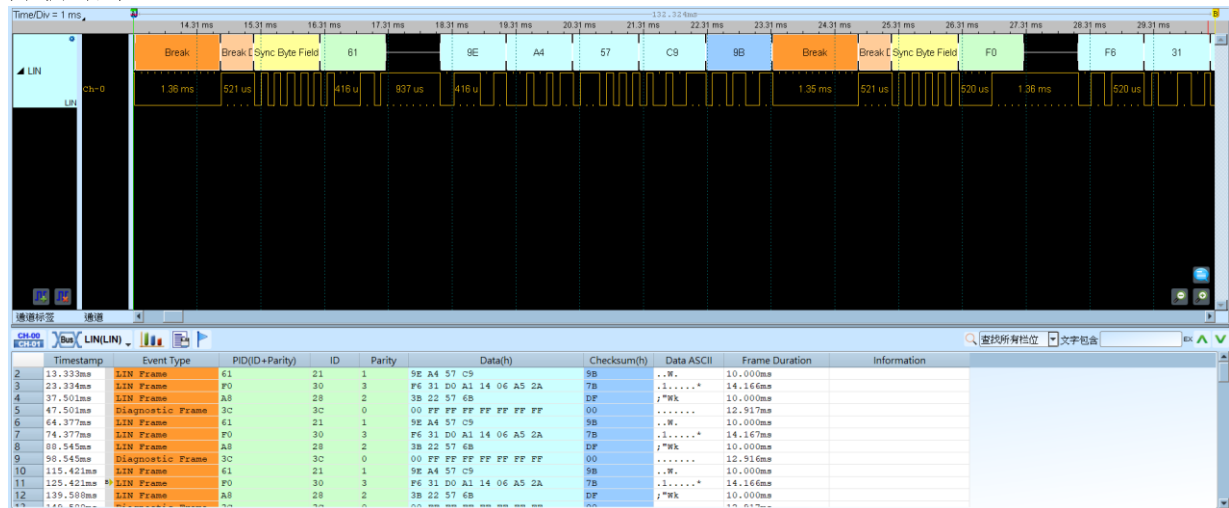 Time/Div = 1 ms
132.324ms
14.31 ms 15.31 ms 16.31 ms 17.31 ms 18.31 ms 19.31 ms 20.31 ms 21.31 ms 22.31 ms 23.31 ms 24.31 ms 25.31 ms 26.31 ms 27.31 ms 28.31 ms 29.31 ms
Break Break D Sync Byte Field 61 9E A4 57 C9 9B Break Break D Sync Byte Field F0 F6 31
LIN
Ch-0 1.36 ms 521 us 416 u 937 us 416 u 1.35 ms 521 us 520 us 1.36 ms 520 us
LIN
通道标签 通道
CH-00
CH-01 Bus LIN(LIN) 查找所有栏位 文字包含 EX
Timestamp Event Type PID(ID+Parity) ID Parity Data(h) Checksum(h) Data ASCII Frame Duration Information
2 13.333ms LIN Frame 61 21 1 9E A4 57 C9 9B ..W. 10.000ms
3 23.334ms LIN Frame F0 30 3 F6 31 D0 A1 14 06 A5 2A 7B .1.....* 14.166ms
4 37.501ms LIN Frame A8 28 2 3B 22 57 6B DF ;"Wk 10.000ms
5 47.501ms Diagnostic Frame 3C 3C 0 00 FF FF FF FF FF FF FF 00 ....... 12.917ms
6 64.377ms LIN Frame 61 21 1 9E A4 57 C9 9B ..W. 10.000ms
7 74.377ms LIN Frame F0 30 3 F6 31 D0 A1 14 06 A5 2A 7B .1.....* 14.167ms
8 88.545ms LIN Frame A8 28 2 3B 22 57 6B DF ;"Wk 10.000ms
9 98.545ms Diagnostic Frame 3C 3C 0 00 FF FF FF FF FF FF FF 00 ....... 12.916ms
10 115.421ms LIN Frame 61 21 1 9E A4 57 C9 9B ..W. 10.000ms
11 125.421ms LIN Frame F0 30 3 F6 31 D0 A1 14 06 A5 2A 7B .1.....* 14.166ms
12 139.588ms LIN Frame A8 28 2 3B 22 57 6B DF ;"Wk 10.000ms